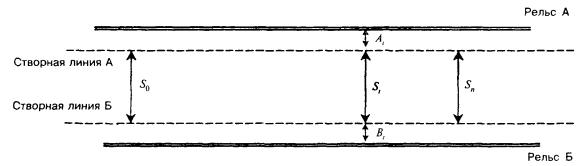 Рельс А
A_i
Створная линия А
S_0
S_i
S_n
Створная линия Б
B_i
Рельс Б